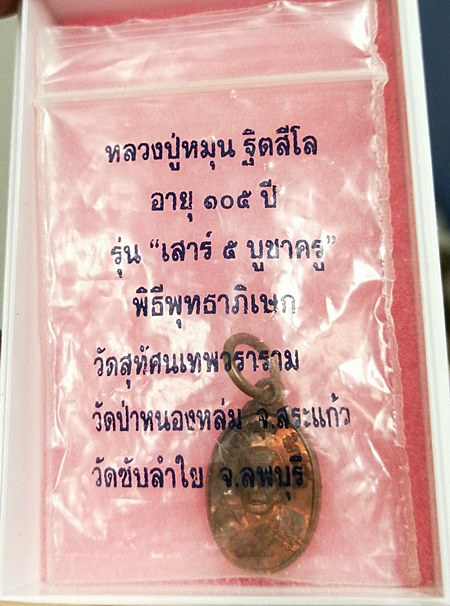 หลวงปู่หมุน ฐิตสีโล
อายุ ๑๐๕ ปี
รุ่น “เสาร์ ๕ บูชาครู”
พิธีพุทธาภิเษก
วัดสุทัศนเทพวราราม
วัดป่าหนองหล่ม จ.สระแก้ว
วัดซับลำใย จ.ลพบุรี